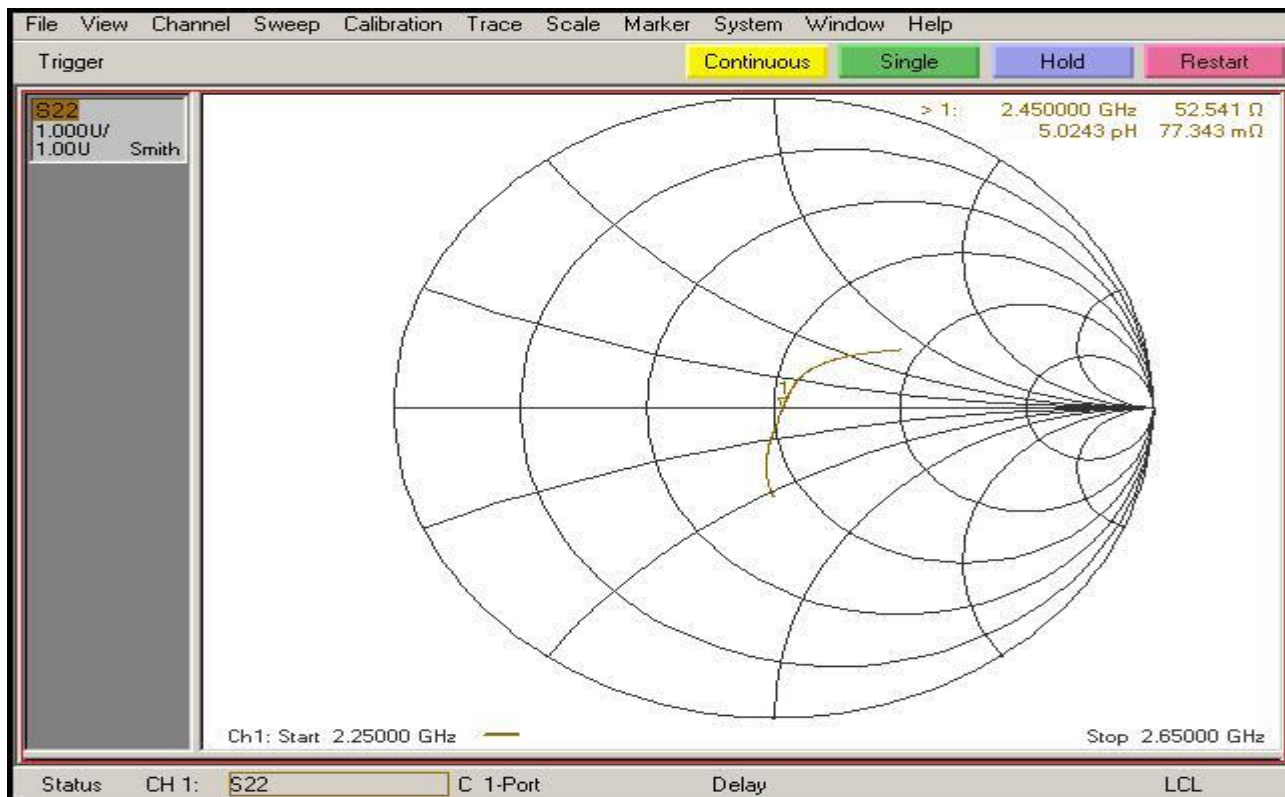 File View Channel Sweep Calibration Trace Scale Marker System Window Help
Trigger Continuous Single Hold Restart
S22
1.000U/
1.00U Smith
> 1: 2.450000 GHz 52.541 Ω
5.0243 pH 77.343 mΩ
1
Ch1: Start 2.25000 GHz Stop 2.65000 GHz
Status CH 1: S22 C 1-Port Delay LCL